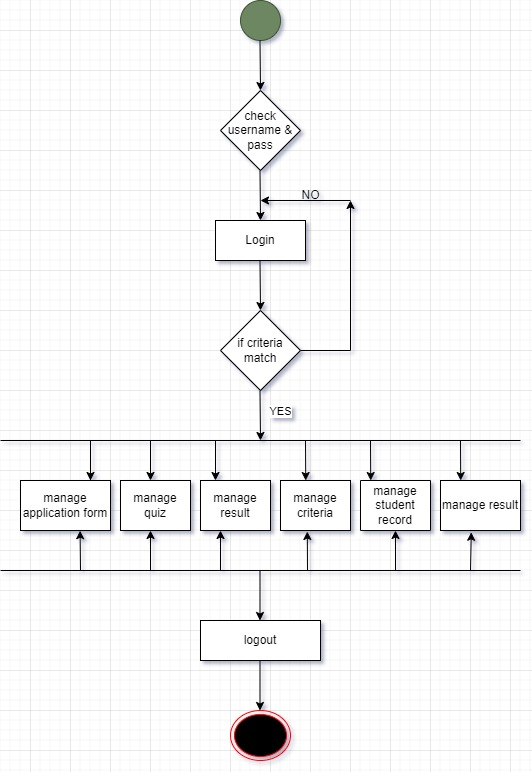 check
username &
pass
NO
Login
if criteria
match
YES
manage
application form
manage
quiz
manage
result
manage
criteria
manage
student
record
manage result
logout